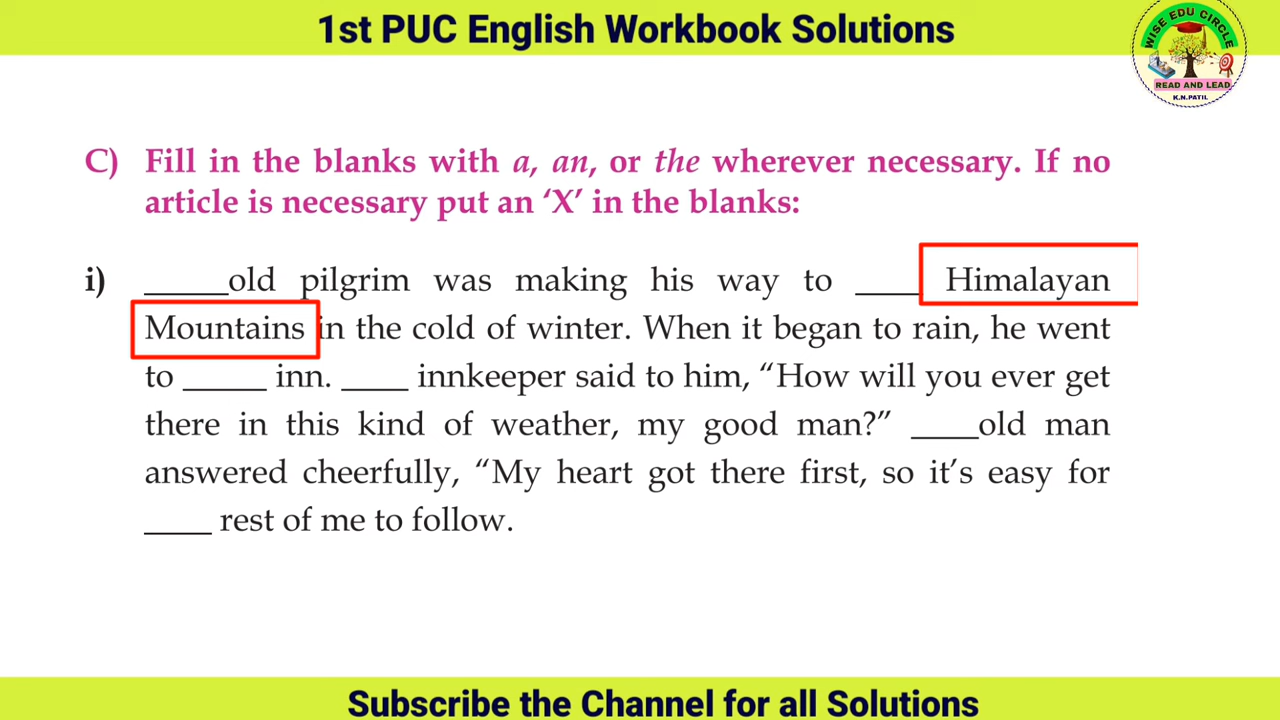 1st PUC English Workbook Solutions
WISE EDU CIRCLE
READ AND LEAD
K.N.PATIL
C) Fill in the blanks with a, an, or the wherever necessary. If no
article is necessary put an ‘X’ in the blanks:
i) _____old pilgrim was making his way to ____ Himalayan
Mountains in the cold of winter. When it began to rain, he went
to _____ inn. ____ innkeeper said to him, “How will you ever get
there in this kind of weather, my good man?” ____old man
answered cheerfully, “My heart got there first, so it’s easy for
____ rest of me to follow.
Subscribe the Channel for all Solutions